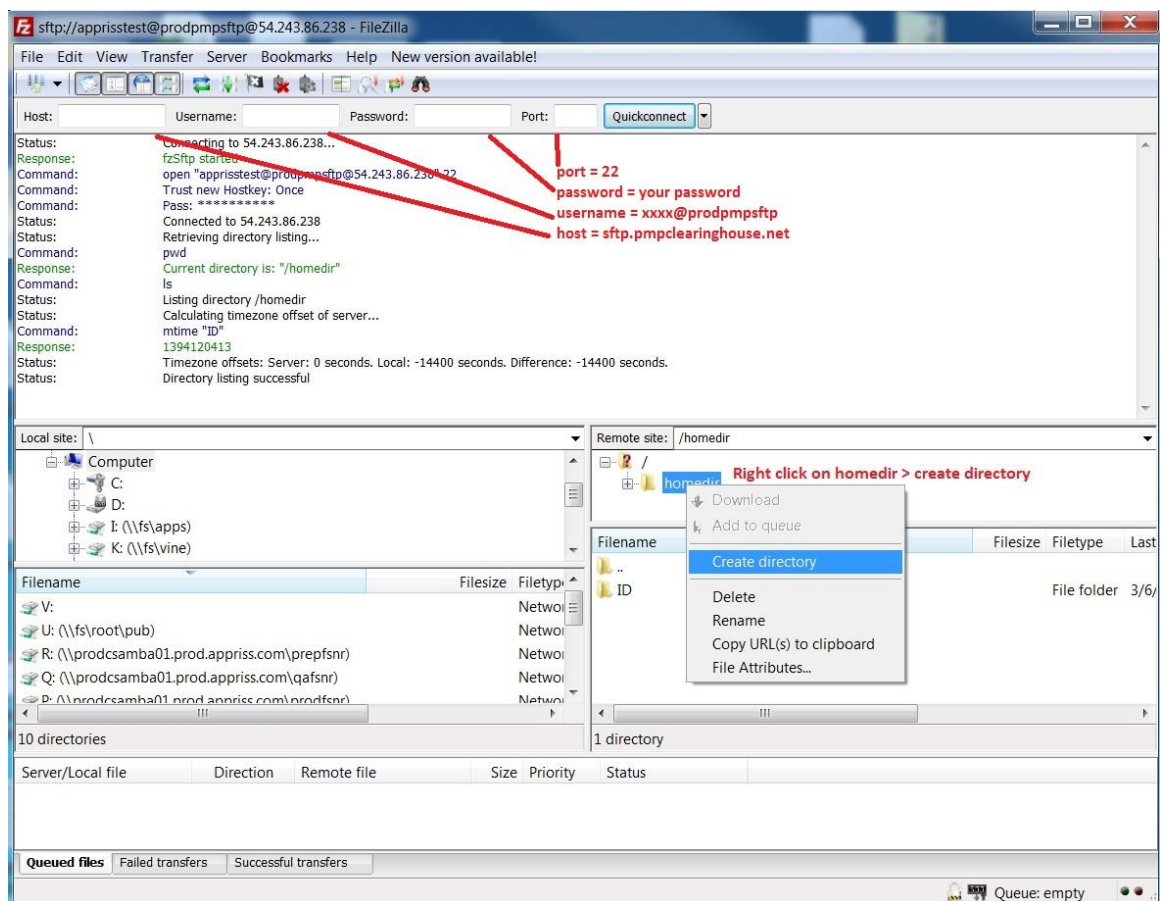 sftp://apprisstest@prodpmpsftp@54.243.86.238 - FileZilla
File Edit View Transfer Server Bookmarks Help New version available!
Host: Username: Password: Port: Quickconnect
Status: Connecting to 54.243.86.238...
Response: fzSftp started
Command: open "apprisstest@prodpmpsftp@54.243.86.238" 22
Command: Trust new Hostkey: Once
Command: Pass: **********
Status: Connected to 54.243.86.238
Status: Retrieving directory listing...
Command: pwd
Response: Current directory is: "/homedir"
Command: ls
Status: Listing directory /homedir
Status: Calculating timezone offset of server...
Command: mtime "ID"
Response: 1394120413
Status: Timezone offsets: Server: 0 seconds. Local: -14400 seconds. Difference: -14400 seconds.
Status: Directory listing successful
port = 22
password = your password
username = xxxx@prodpmpsftp
host = sftp.pmpclearinghouse.net
Local site: \
Computer
C:
D:
I: (\\fs\apps)
K: (\\fs\vine)
Filename Filesize Filetyp
V: Networ
U: (\\fs\root\pub) Networ
R: (\\prodcsamba01.prod.appriss.com\prepfsnr) Networ
Q: (\\prodcsamba01.prod.appriss.com\qafsnr) Networ
P: (\\prodcsamba01.prod.appriss.com\prodfsnr) Networ
10 directories
Remote site: /homedir
/
homedir
Right click on homedir > create directory
Filename Filesize Filetype Last
..
ID File folder 3/6/
Download
Add to queue
Create directory
Delete
Rename
Copy URL(s) to clipboard
File Attributes...
1 directory
Server/Local file Direction Remote file Size Priority Status
Queued files Failed transfers Successful transfers
Queue: empty